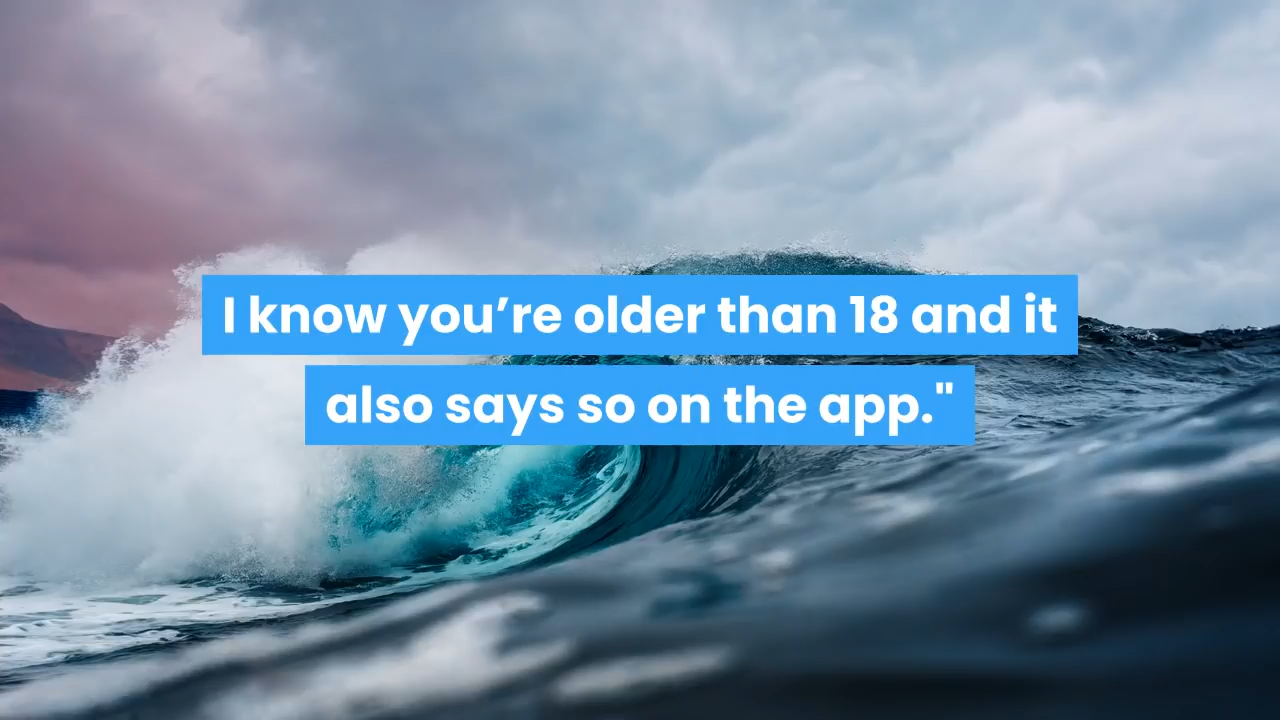 I know you’re older than 18 and it
also says so on the app."